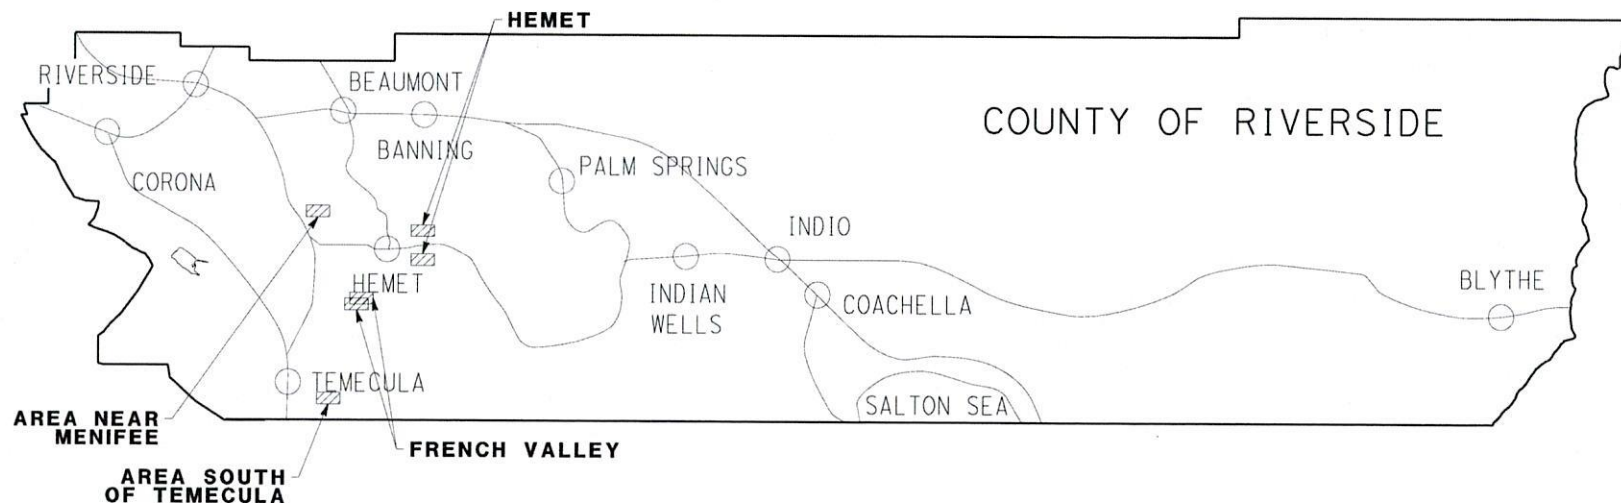 HEMET
RIVERSIDE
BEAUMONT
COUNTY OF RIVERSIDE
BANNING
PALM SPRINGS
CORONA
INDIO
HEMET
INDIAN
WELLS
COACHELLA
BLYTHE
TEMECULA
SALTON SEA
AREA NEAR
MENIFEE
FRENCH VALLEY
AREA SOUTH
OF TEMECULA